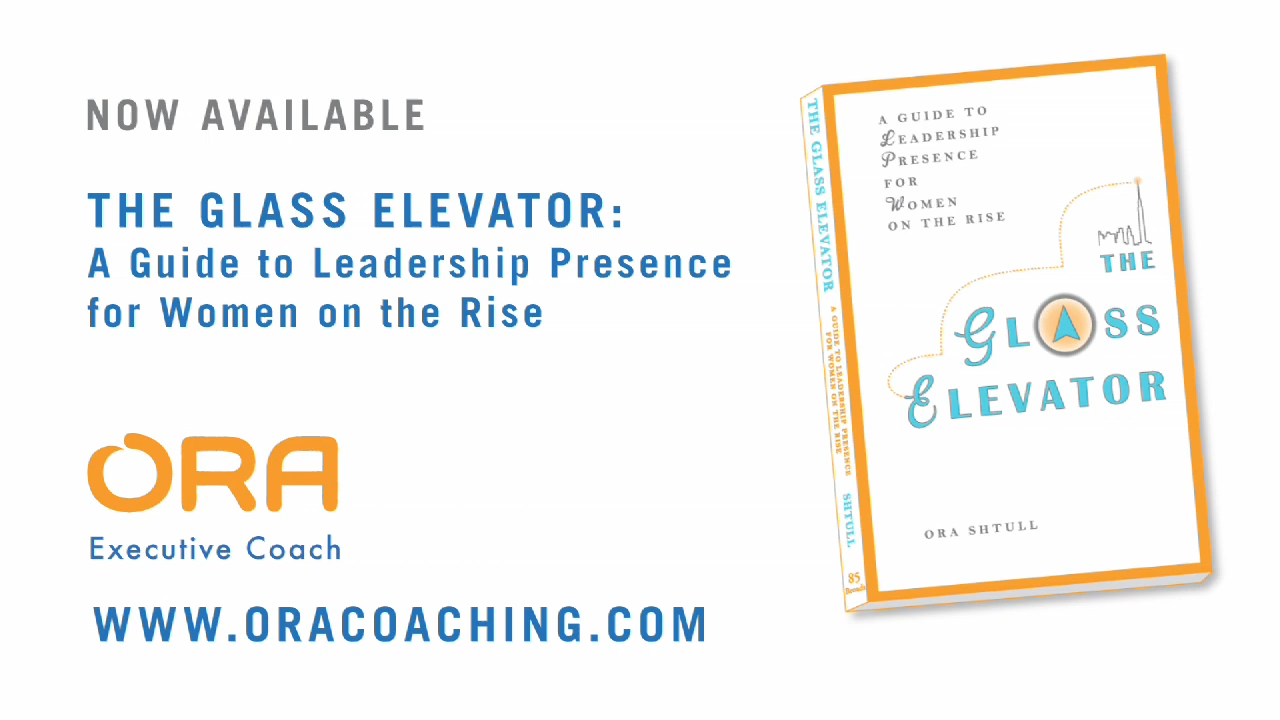 NOW AVAILABLE
THE GLASS ELEVATOR:
A Guide to Leadership Presence
for Women on the Rise
ORA
Executive Coach
WWW.ORACOACHING.COM
THE GLASS ELEVATOR
A GUIDE TO LEADERSHIP PRESENCE
FOR WOMEN ON THE RISE
SHTULL
85
Broads
A GUIDE TO
LEADERSHIP
PRESENCE
FOR
WOMEN
ON THE RISE
THE
GLASS
ELEVATOR
ORA SHTULL